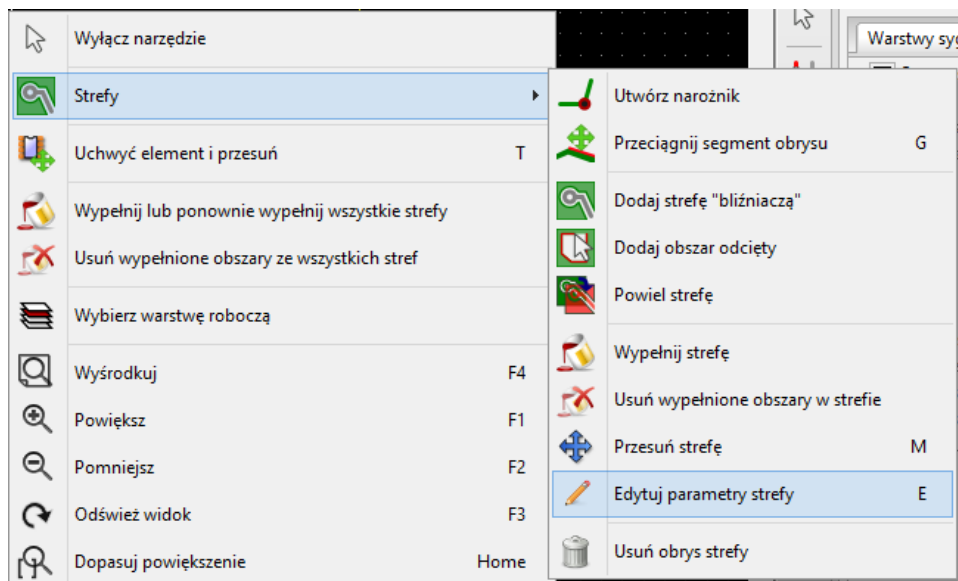 Wyłącz narzędzie
Strefy
Uchwyć element i przesuń T
Wypełnij lub ponownie wypełnij wszystkie strefy
Usuń wypełnione obszary ze wszystkich stref
Wybierz warstwę roboczą
Wyśrodkuj F4
Powiększ F1
Pomniejsz F2
Odśwież widok F3
Dopasuj powiększenie Home
Warstwy
Utwórz narożnik
Przeciągnij segment obrysu G
Dodaj strefę "bliźniaczą"
Dodaj obszar odcięty
Powiel strefę
Wypełnij strefę
Usuń wypełnione obszary w strefie
Przesuń strefę M
Edytuj parametry strefy E
Usuń obrys strefy